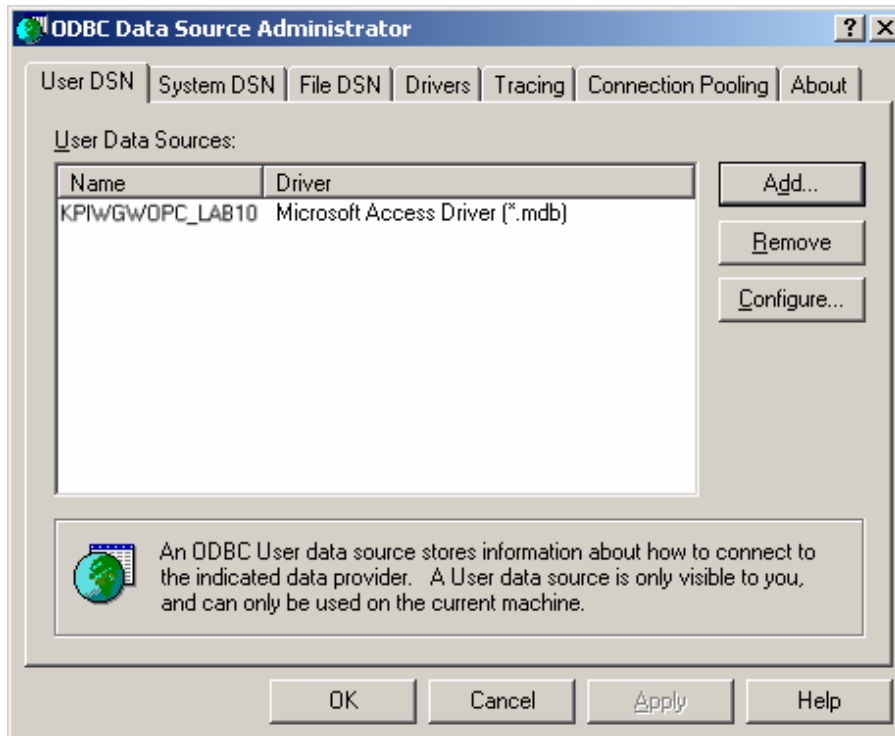 ODBC Data Source Administrator
User DSN System DSN File DSN Drivers Tracing Connection Pooling About
User Data Sources:
Name Driver
KPIWGWOPC_LAB10 Microsoft Access Driver (*.mdb)
Add...
Remove
Configure...
An ODBC User data source stores information about how to connect to
the indicated data provider. A User data source is only visible to you,
and can only be used on the current machine.
OK Cancel Apply Help